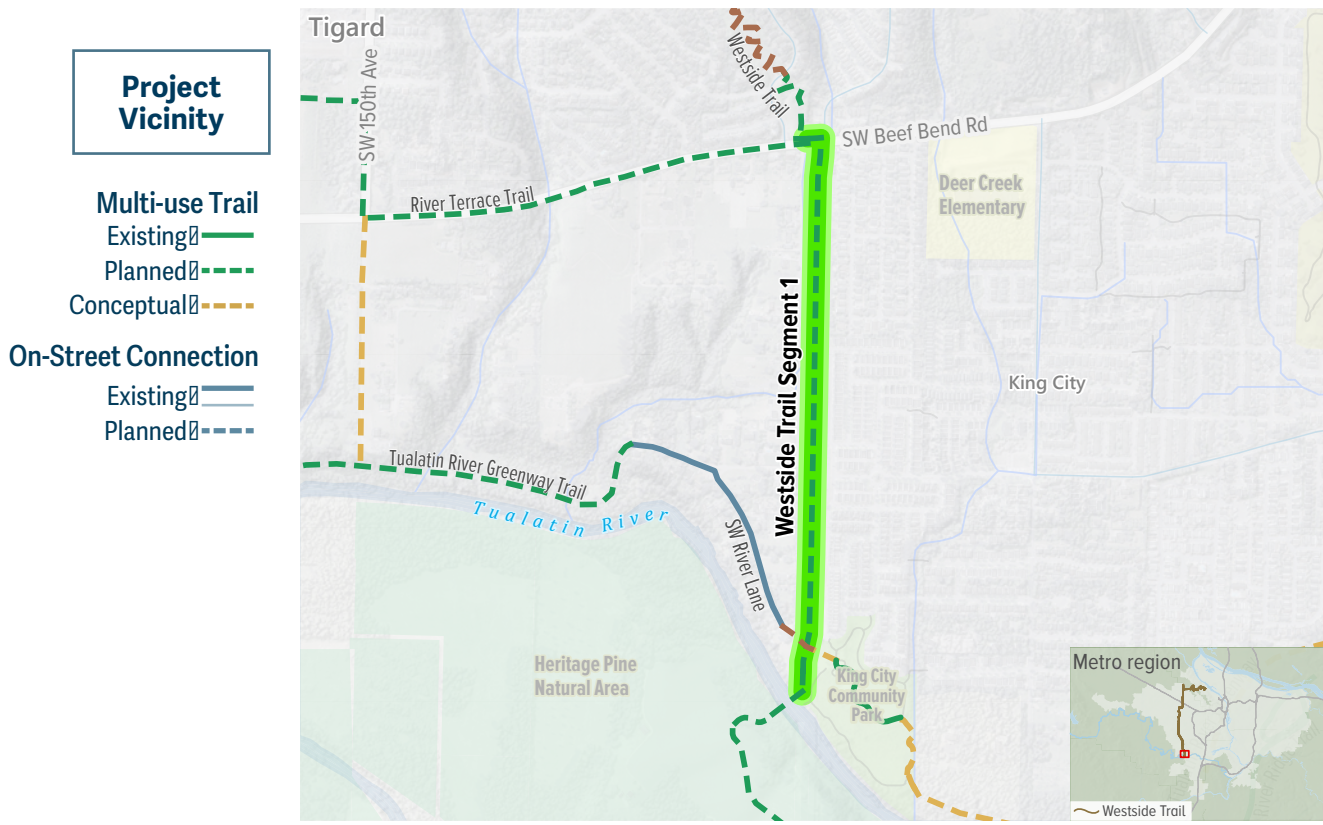 Project
Vicinity
Multi-use Trail
Existing
Planned
Conceptual
On-Street Connection
Existing
Planned
Tigard
SW 150th Ave
Westside Trail
SW Beef Bend Rd
River Terrace Trail
Deer Creek
Elementary
Westside Trail Segment 1
King City
Tualatin River Greenway Trail
Tualatin River
SW River Lane
Heritage Pine
Natural Area
King City
Community
Park
Metro region
Westside Trail